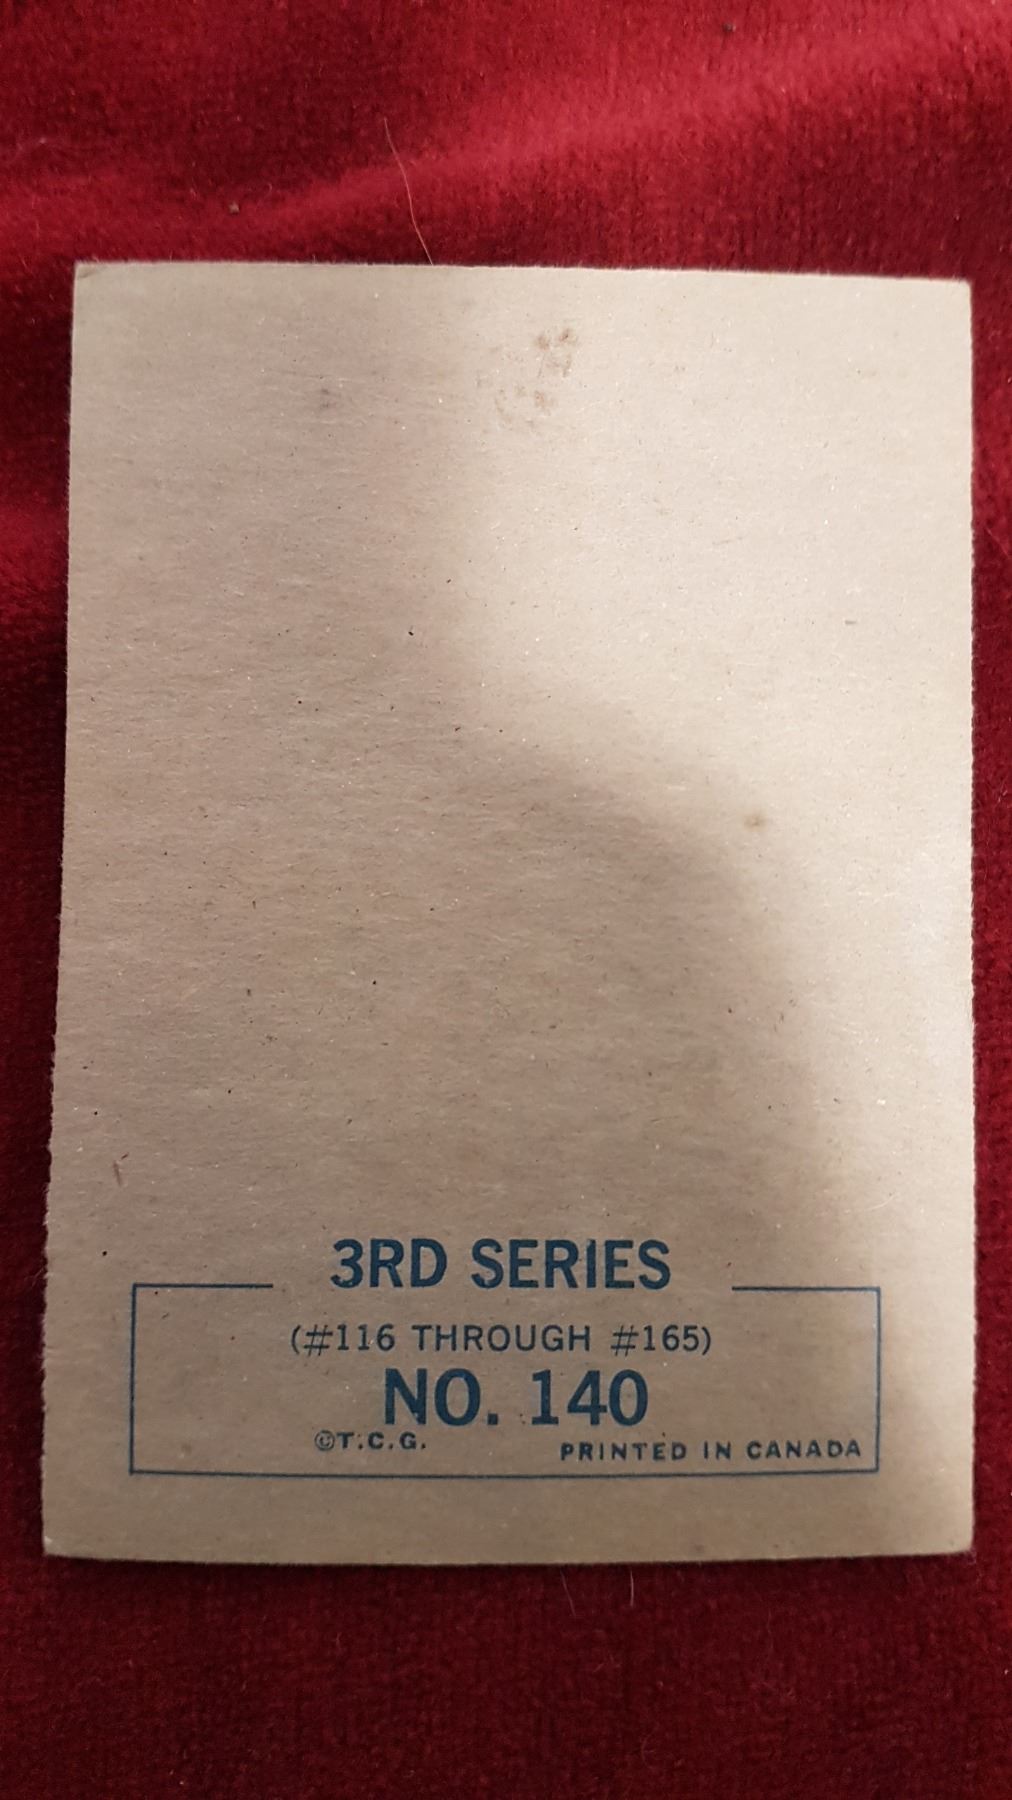 3RD SERIES
(#116 THROUGH #165)
NO. 140
©T.C.G.
PRINTED IN CANADA